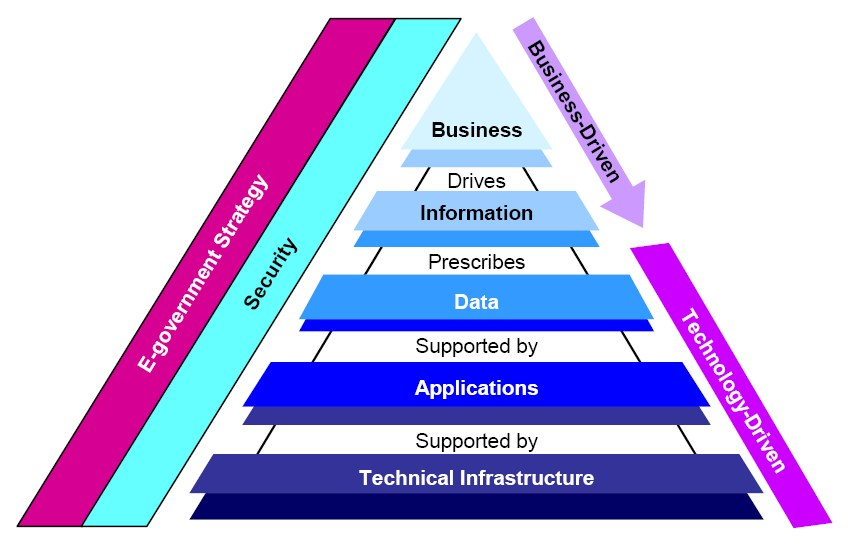 E-government Strategy
Security
Business-Driven
Business
Drives
Information
Prescribes
Data
Supported by
Technology-Driven
Applications
Supported by
Technical Infrastructure